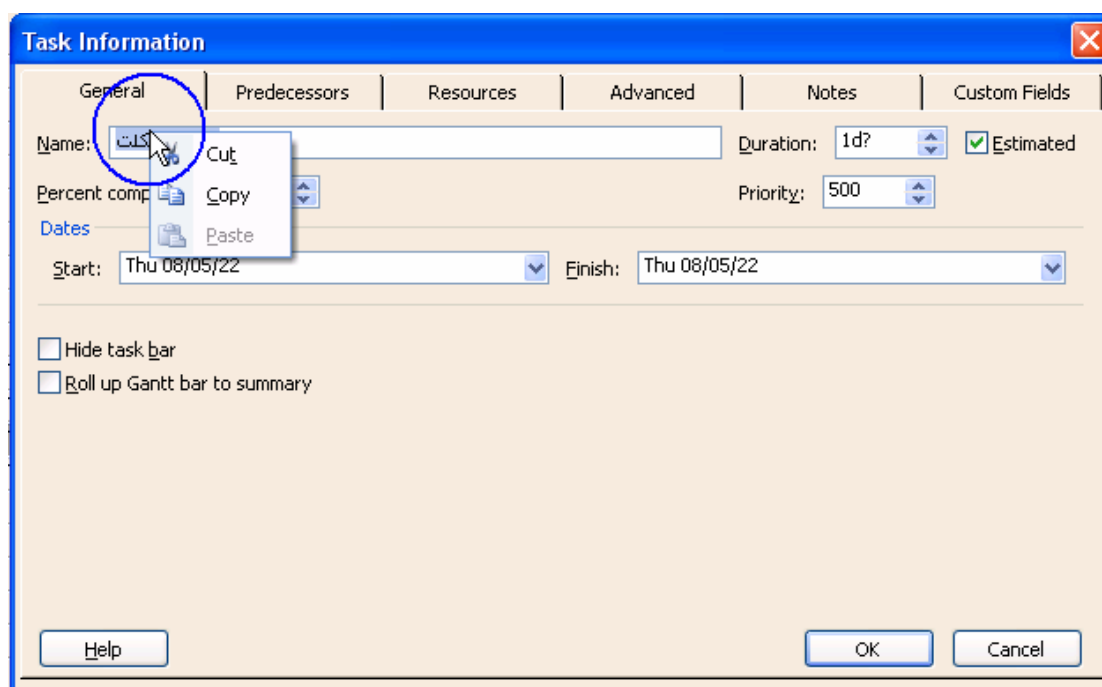 Task Information
General Predecessors Resources Advanced Notes Custom Fields
Name: Duration: 1d? Estimated
Cut
Percent Copy Priority: 500
Dates Paste
Start: Thu 08/05/22 Finish: Thu 08/05/22
Hide task bar
Roll up Gantt bar to summary
Help OK Cancel